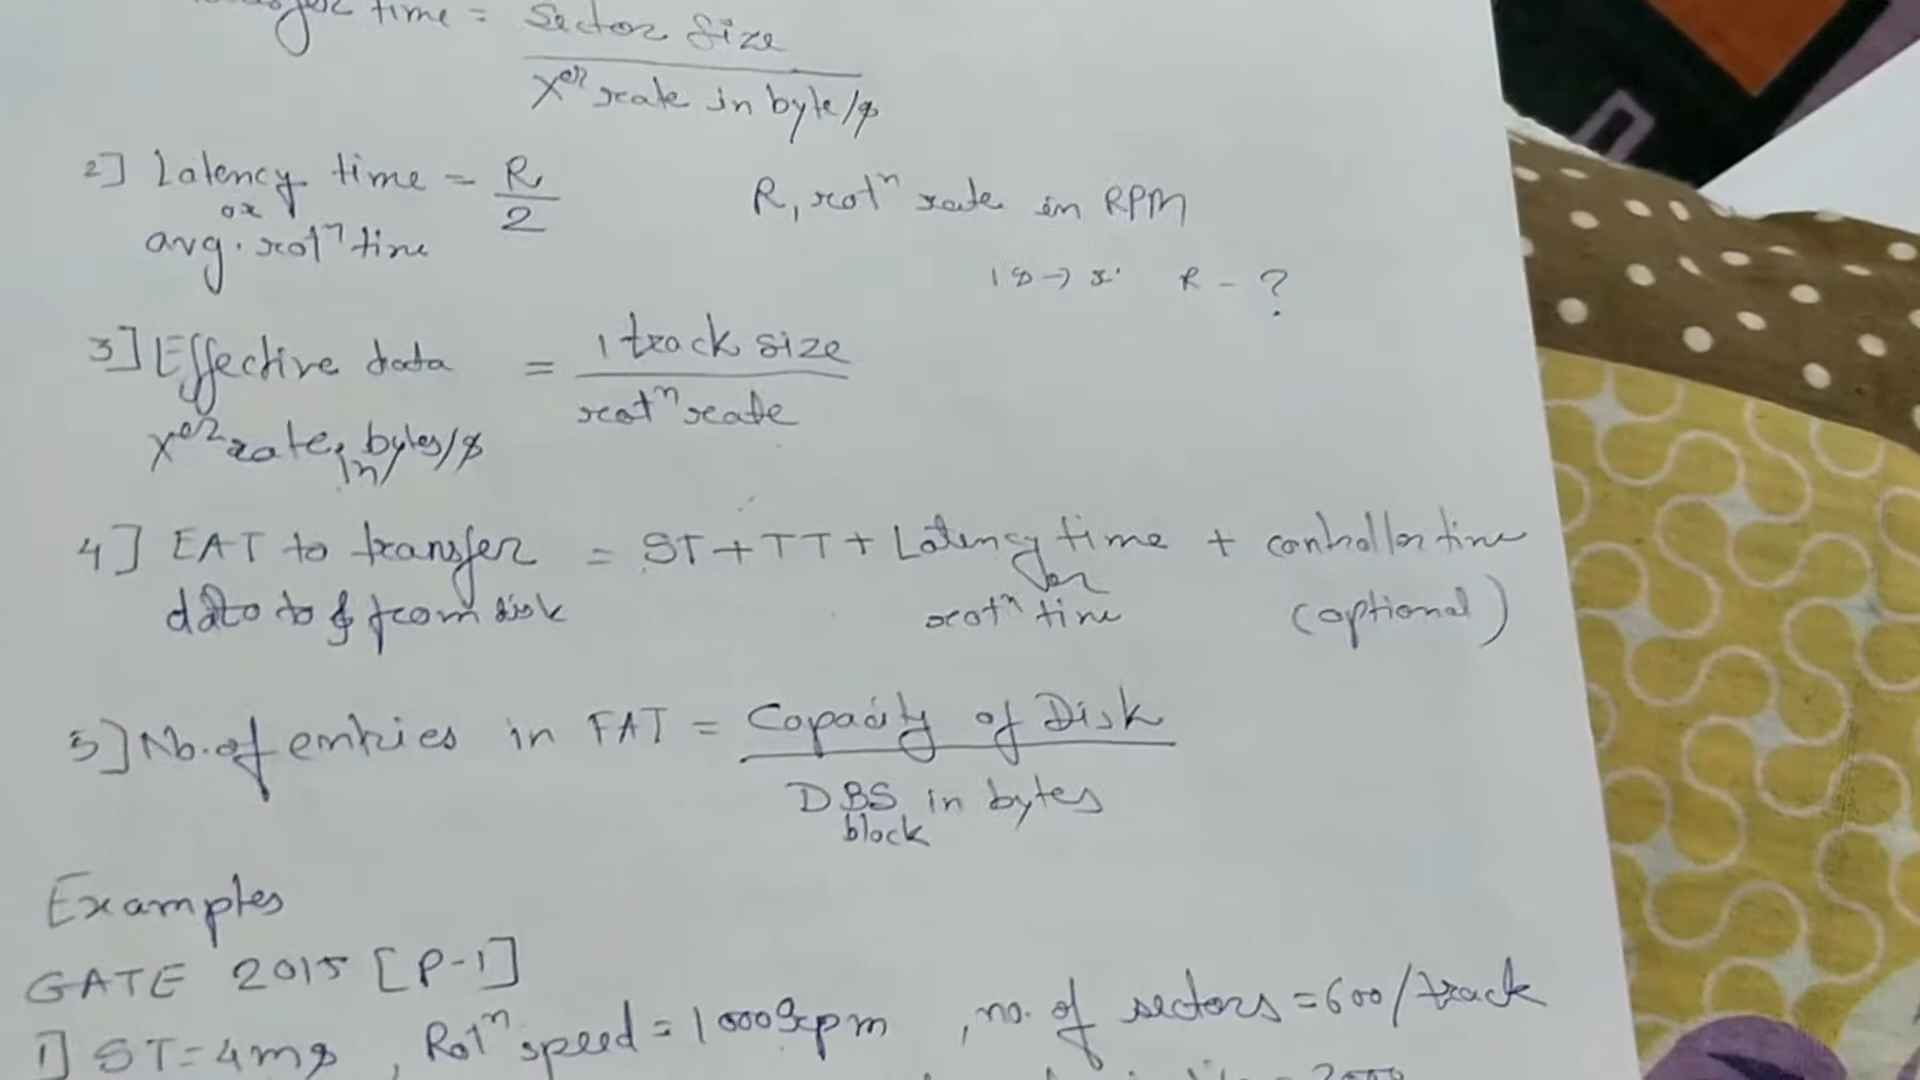 time = Sector Size
Xer rate in byte/s
2] Latency time = R/2 R, rotn rate in RPM
or
avg. rotn time
1s → r R - ?
3] Effective data = 1 track size
Xer rate in bytes/s rotn rate
4] EAT to transfer = ST + TT + Latency time + controller time
data to & from disk or rotn time (optional)
5] No. of entries in FAT = Capacity of Disk
DBS in bytes
block
Examples
GATE 2015 [P-1]
1] ST = 4ms, Rotn speed = 10000rpm, no. of sectors = 600/track